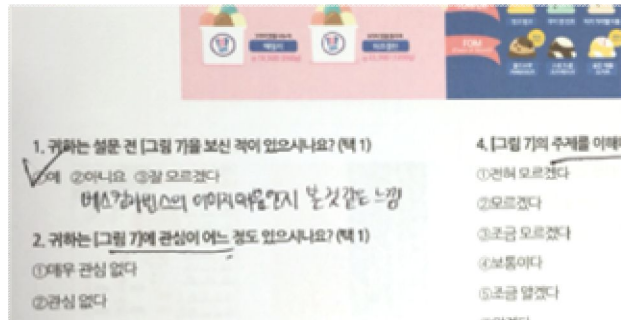 1. 귀하는 설문 전 [그림 7]을 보신 적이 있으시나요? (택 1)
①예 ②아니요 ③잘 모르겠다
베스킨라빈스의 이미지때문인지 본 것 같은 느낌
2. 귀하는 [그림 7]에 관심이 어느 정도 있으시나요? (택 1)
①매우 관심 없다
②관심 없다
4. [그림 7]의 주제를 이해
①전혀 모르겠다
②모르겠다
③조금 모르겠다
④보통이다
⑤조금 알겠다